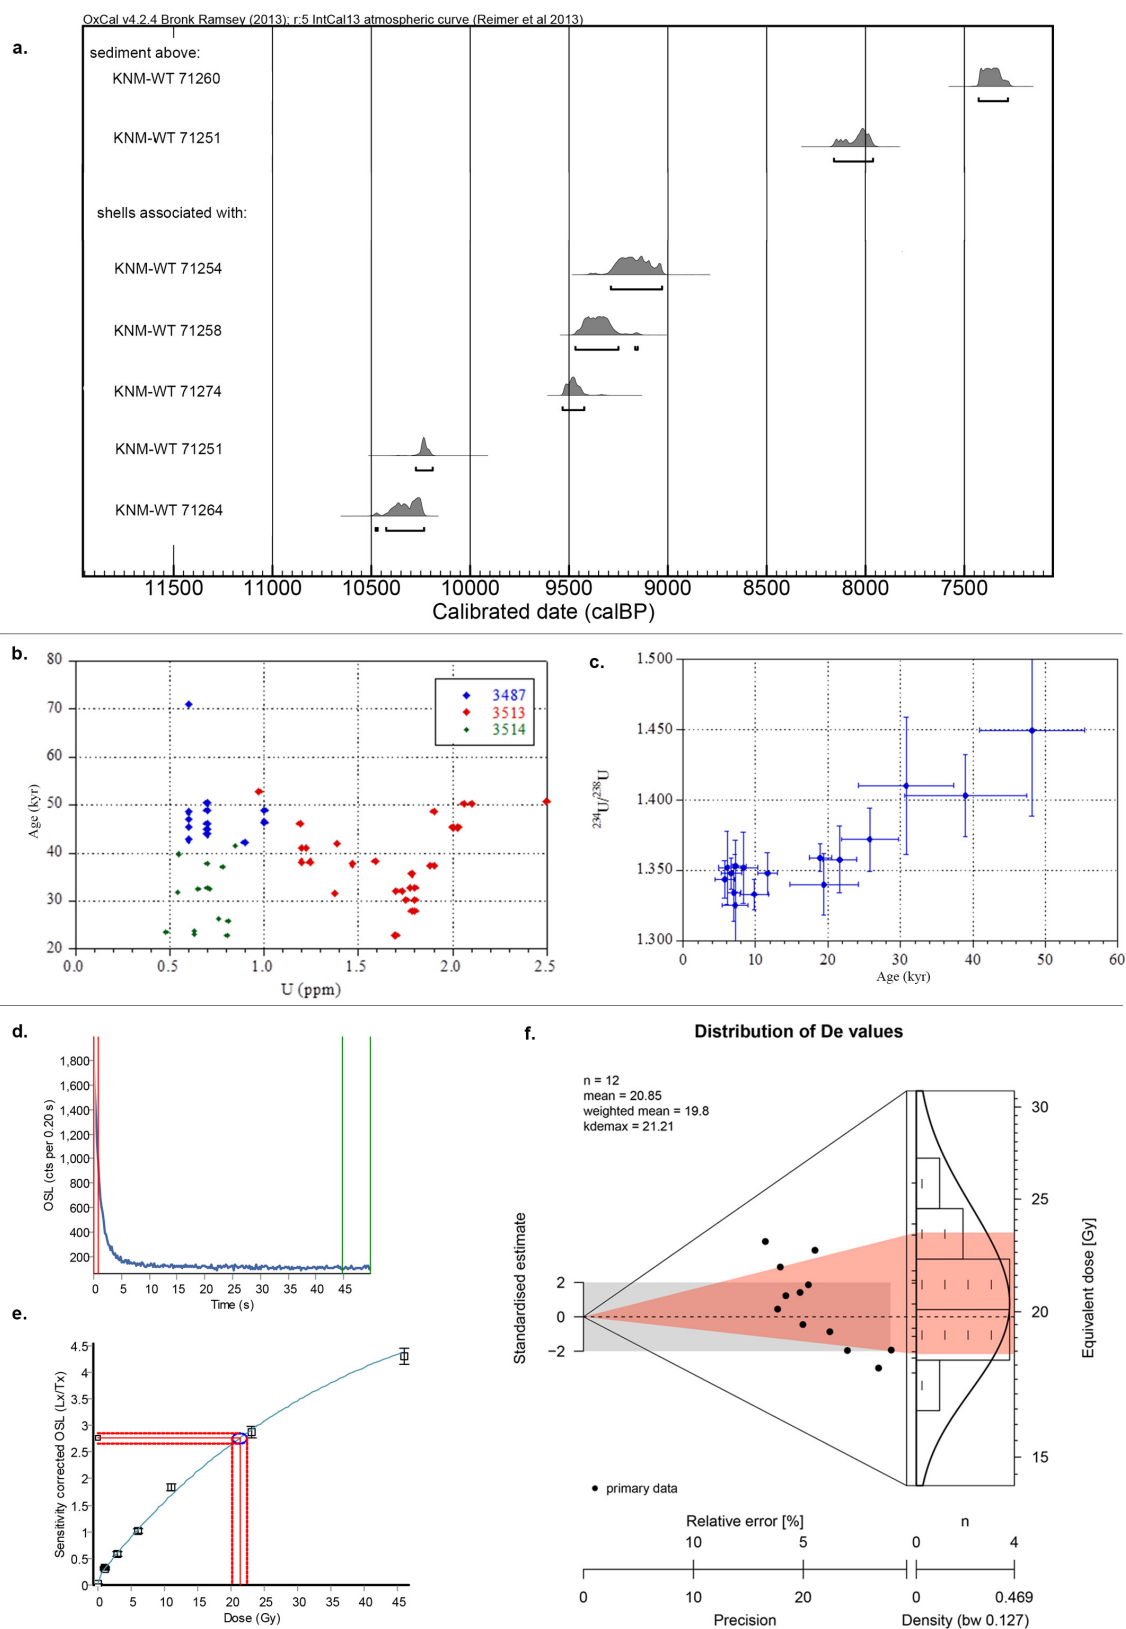 OxCal v4.2.4 Bronk Ramsey (2013); r:5 IntCal13 atmospheric curve (Reimer et al 2013)
a.
sediment above:
KNM-WT 71260
KNM-WT 71251
shells associated with:
KNM-WT 71254
KNM-WT 71258
KNM-WT 71274
KNM-WT 71251
KNM-WT 71264
11500 11000 10500 10000 9500 9000 8500 8000 7500
Calibrated date (calBP)
b.
80
70
60
50
40
30
20
Age (kyr)
3487
3513
3514
0.0 0.5 1.0 1.5 2.0 2.5
U (ppm)
c.
1.500
1.450
1.400
1.350
1.300
234U/238U
0 10 20 30 40 50 60
Age (kyr)
d.
OSL (cts per 0.20 s)
1,800
1,600
1,400
1,200
1,000
800
600
400
200
0 5 10 15 20 25 30 35 40 45
Time (s)
e.
Sensitivity corrected OSL (Lx/Tx)
4.5
4
3.5
3
2.5
2
1.5
1
0.5
0
0 5 10 15 20 25 30 35 40 45
Dose (Gy)
f.
Distribution of De values
n = 12
mean = 20.85
weighted mean = 19.8
kdemax = 21.21
Standardised estimate
2
0
−2
30
25
20
15
Equivalent dose [Gy]
primary data
Relative error [%]
n
10 5 0 4
0 10 20 0 0.469
Precision
Density (bw 0.127)